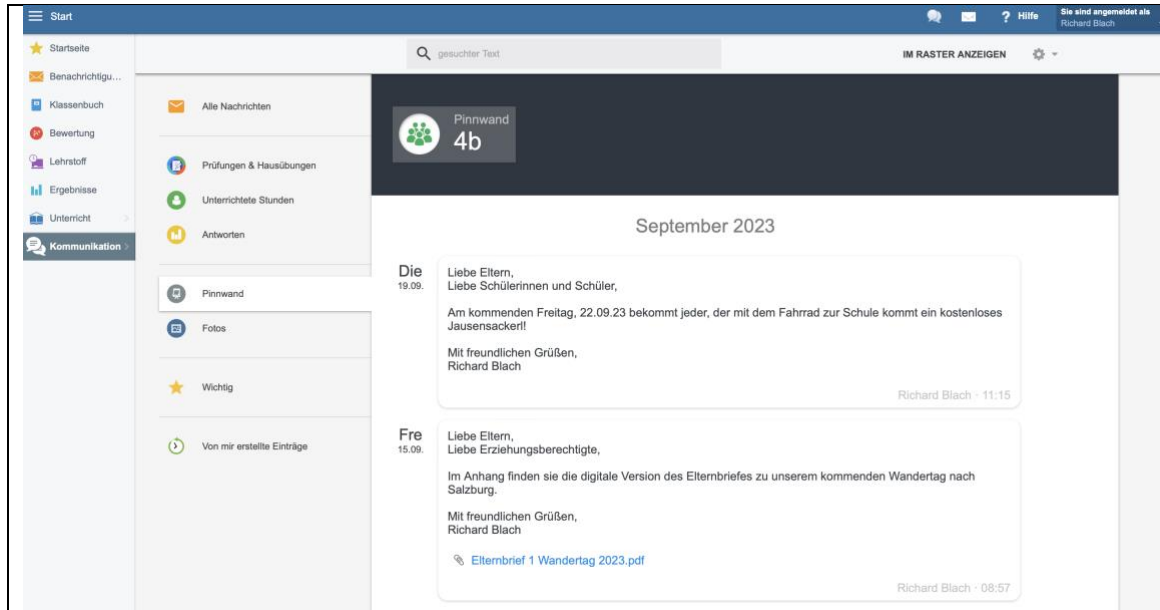 Start
Hilfe
Sie sind angemeldet als
Richard Blach
Startseite
Benachrichtigu...
Klassenbuch
Bewertung
Lehrstoff
Ergebnisse
Unterricht
Kommunikation
gesuchter Text
IM RASTER ANZEIGEN
Alle Nachrichten
Prüfungen & Hausübungen
Unterrichtete Stunden
Antworten
Pinnwand
Fotos
Wichtig
Von mir erstellte Einträge
Pinnwand
4b
September 2023
Die
19.09.
Liebe Eltern,
Liebe Schülerinnen und Schüler,
Am kommenden Freitag, 22.09.23 bekommt jeder, der mit dem Fahrrad zur Schule kommt ein kostenloses
Jausensackerl!
Mit freundlichen Grüßen,
Richard Blach
Richard Blach · 11:15
Fre
15.09.
Liebe Eltern,
Liebe Erziehungsberechtigte,
Im Anhang finden sie die digitale Version des Elternbriefes zu unserem kommenden Wandertag nach
Salzburg.
Mit freundlichen Grüßen,
Richard Blach
Elternbrief 1 Wandertag 2023.pdf
Richard Blach · 08:57